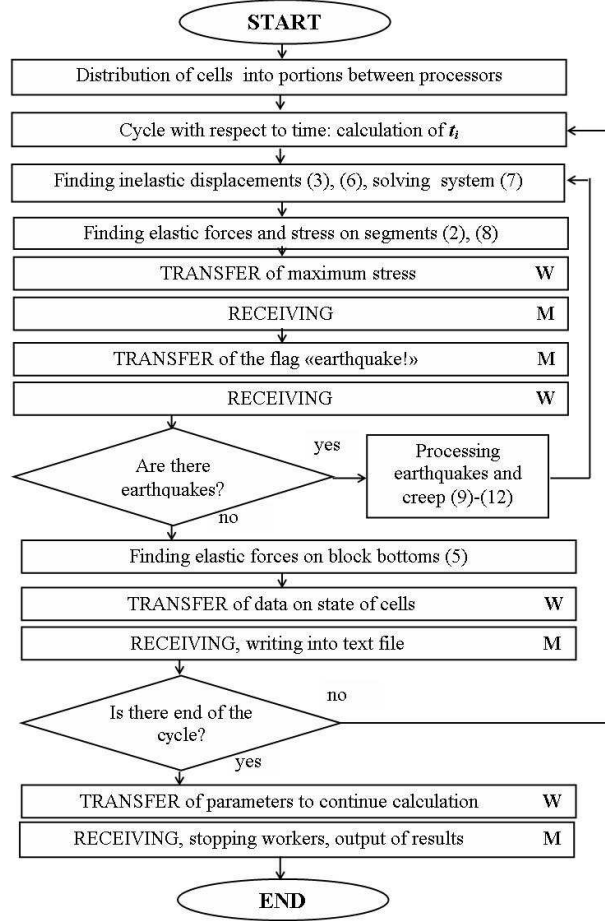 START
Distribution of cells into portions between processors
Cycle with respect to time: calculation of tᵢ
Finding inelastic displacements (3), (6), solving system (7)
Finding elastic forces and stress on segments (2), (8)
TRANSFER of maximum stress W
RECEIVING M
TRANSFER of the flag «earthquake!» M
RECEIVING W
Are there
earthquakes?
yes
Processing
earthquakes and
creep (9)-(12)
no
Finding elastic forces on block bottoms (5)
TRANSFER of data on state of cells W
RECEIVING, writing into text file M
Is there end of the
cycle?
no
yes
TRANSFER of parameters to continue calculation W
RECEIVING, stopping workers, output of results M
END